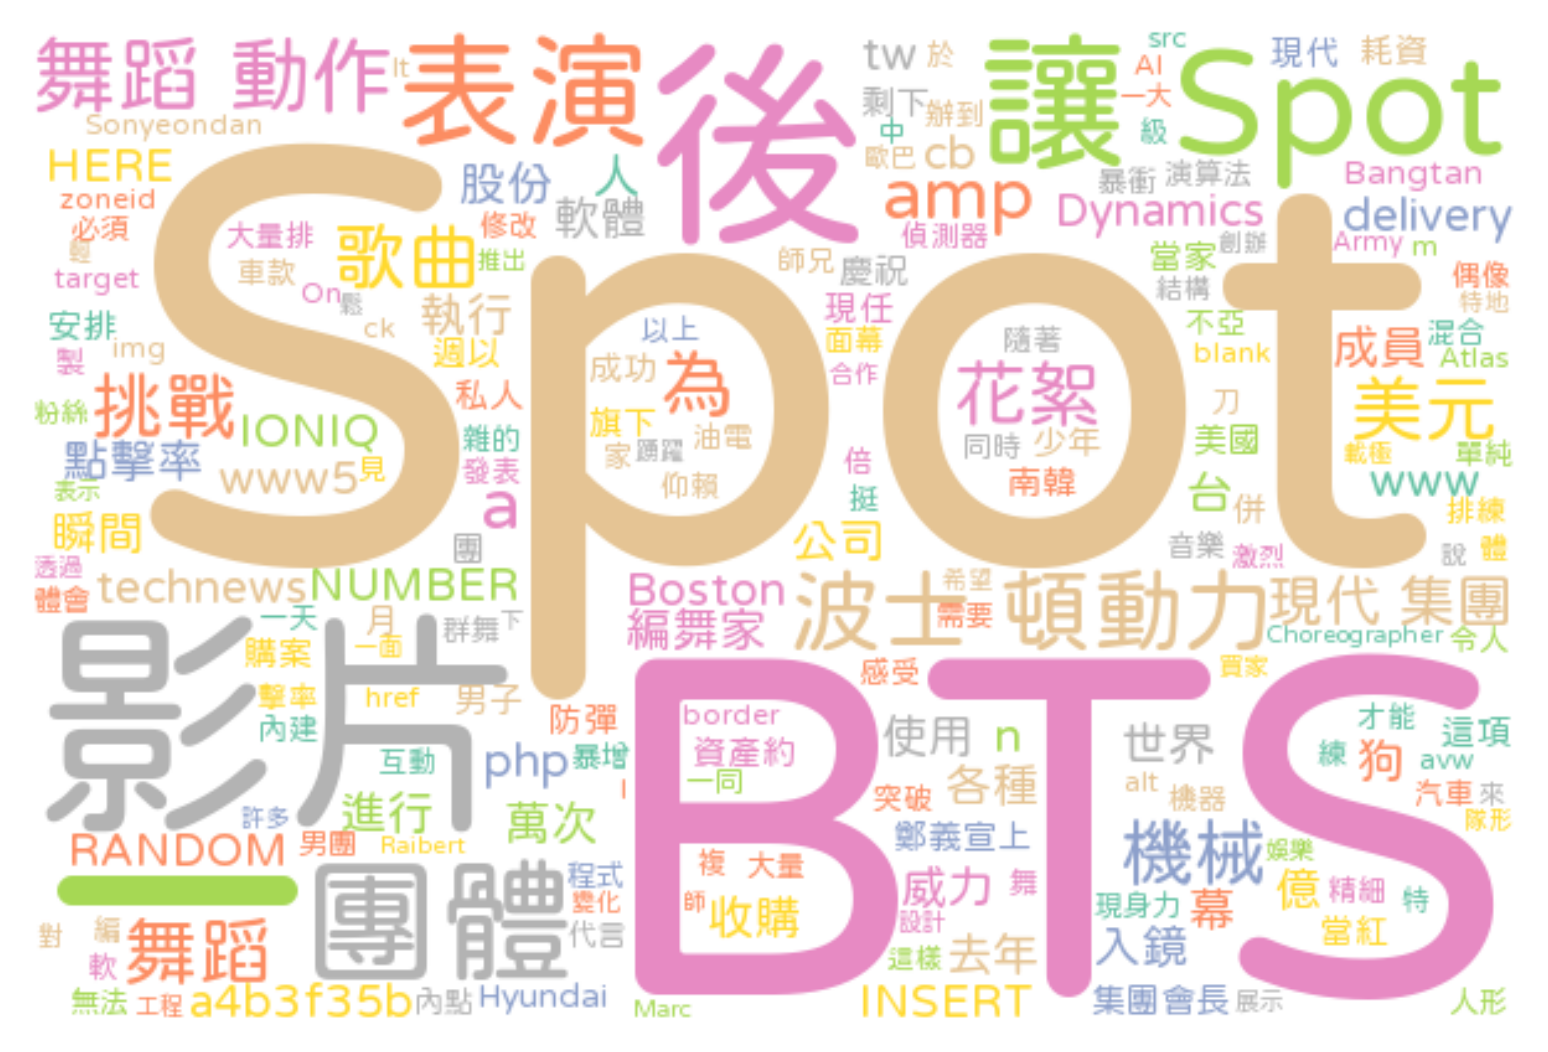 舞蹈 動作
It
表演
後
tw
於
讓
Spot
src
AI
一大
級
現代
耗資
剩下
辦到
中
歐巴
cb
Sonyeondan
HERE
zoneid
必須
輕
target
安排
img
製
粉絲
大量排
車款
On
鬆
ck
歌曲
推出
股份
修改
軟體
人
執行
週以
amp
偵測器
暴衝
演算法
Dynamics
Bangtan
delivery
當家
創辦
Army
m
結構
偶像
特地
師兄
慶祝
現任
面幕
合作
Spot
不亞
blank
成員
混合
Atlas
挑戰
IONIQ
點擊率
www5
見
表示
瞬間
透過
體會
technews
NUMBER
私人
雜的
發表
a
團
以上
成功
為
旗下
油電
家
踴躍
仰賴
倍
挺
公司
隨著
花絮
同時
少年
南韓
刀
美國
台
併
音樂
激烈
美元
載極
單純
www
排練
說
體
影片
一天
月
購案
一面
擊率
href
內建
群舞
下
男子
防彈
互動
php
暴增
I
許多
進行
萬次
RANDOM
男團
Raibert
一
Boston
編舞家
波士頓動力
希望
需要
現代 集團
Choreographer
令人
BTS
border
資產約
一同
複
大量
師
收購
感受
買家
使用
n
各種
突破
鄭義宣上
威力
舞
設計
這樣
去年
世界
alt
機器
機械
娛樂
現身力
幕
入鏡
才能
這項
練
狗
avw
汽車
來
隊形
億
精細
特
當紅
團體
程式
變化
代言
對
編
軟
舞蹈
無法
工程
a4b3f35b
內點
Hyundai
Marc
INSERT
集團會長
展示
人形